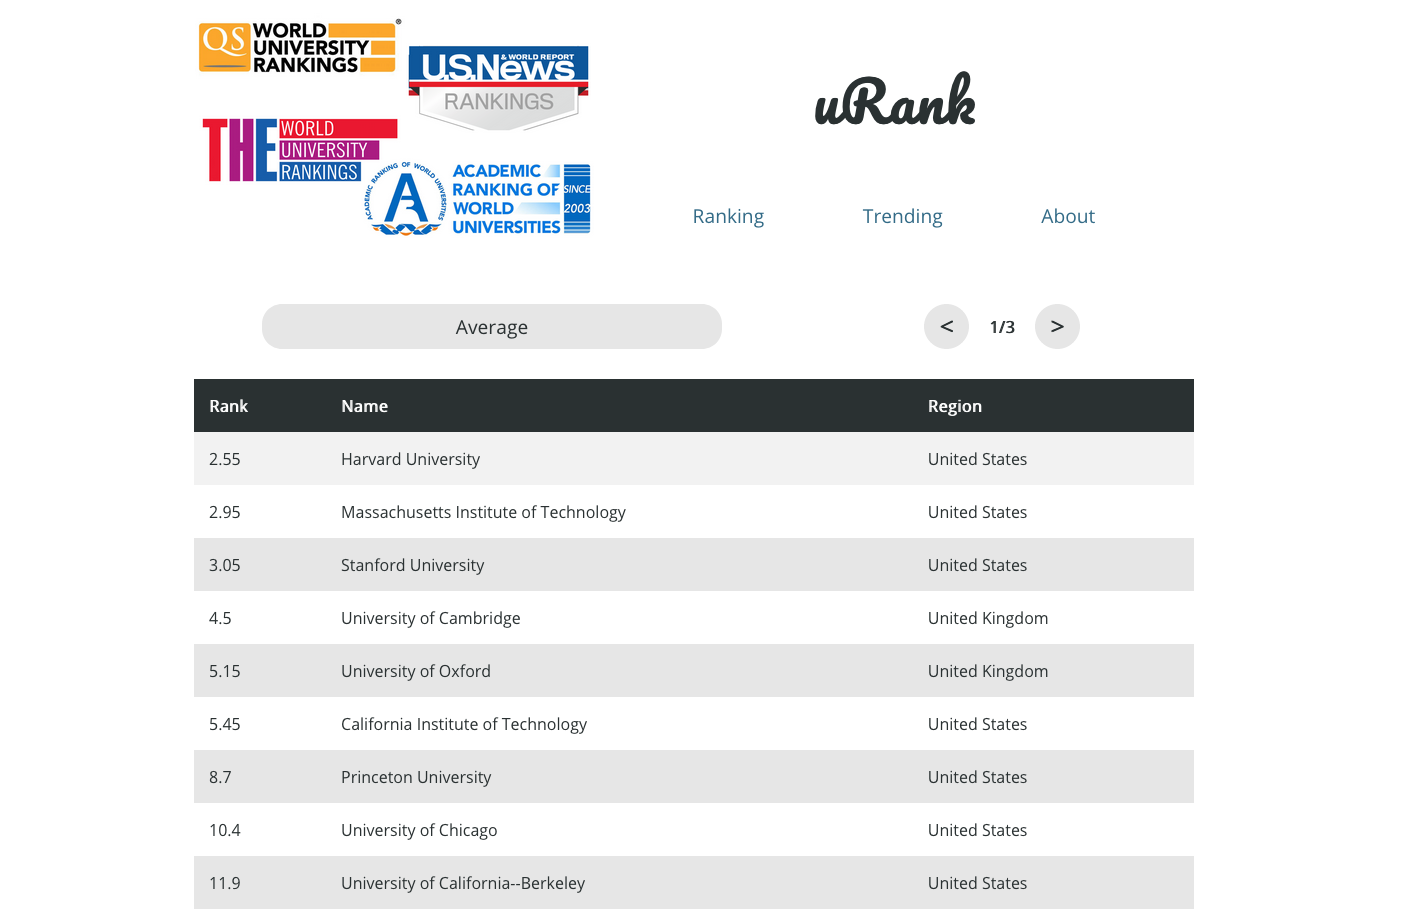 QS WORLD UNIVERSITY RANKINGS ®
U.S. News & WORLD REPORT
RANKINGS
THE WORLD UNIVERSITY RANKINGS
ACADEMIC RANKING OF WORLD UNIVERSITIES
A
ACADEMIC
RANKING OF
WORLD
UNIVERSITIES
SINCE
2003
uRank
Ranking Trending About
Average < 1/3 >
Rank Name Region
2.55 Harvard University United States
2.95 Massachusetts Institute of Technology United States
3.05 Stanford University United States
4.5 University of Cambridge United Kingdom
5.15 University of Oxford United Kingdom
5.45 California Institute of Technology United States
8.7 Princeton University United States
10.4 University of Chicago United States
11.9 University of California--Berkeley United States